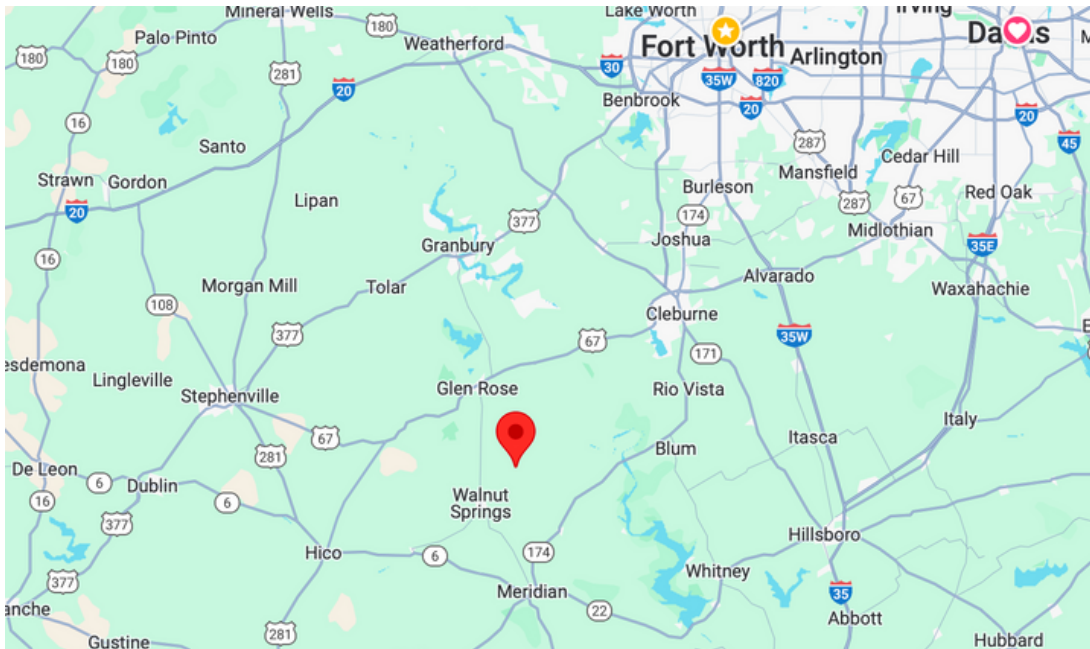 Mineral Wells
180
Lake Worth
Irving
Palo Pinto
180
180
Weatherford
Fort Worth
Arlington
Dallas
281
20
30
35W
820
Benbrook
20
20
45
16
Santo
287
Cedar Hill
Mansfield
Strawn
Gordon
Burleson
287
67
Red Oak
20
Lipan
377
174
Midlothian
16
Granbury
Joshua
35E
Morgan Mill
Tolar
Alvarado
Waxahachie
108
377
Cleburne
35W
67
171
esdemona
Lingleville
Glen Rose
Rio Vista
Stephenville
67
Italy
281
Blum
Itasca
De Leon
6
Dublin
6
Walnut
Springs
16
377
Hillsboro
Hico
6
174
Whitney
377
Meridian
35
anche
22
Abbott
281
Gustine
Hubbard